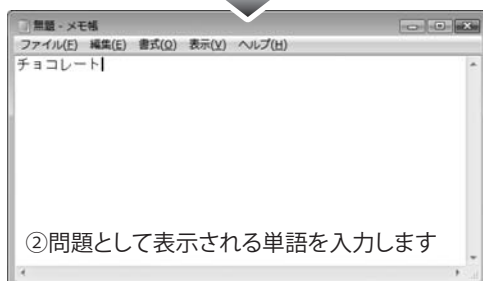 無題 - メモ帳
ファイル(F) 編集(E) 書式(O) 表示(V) ヘルプ(H)
チョコレート
②問題として表示される単語を入力します